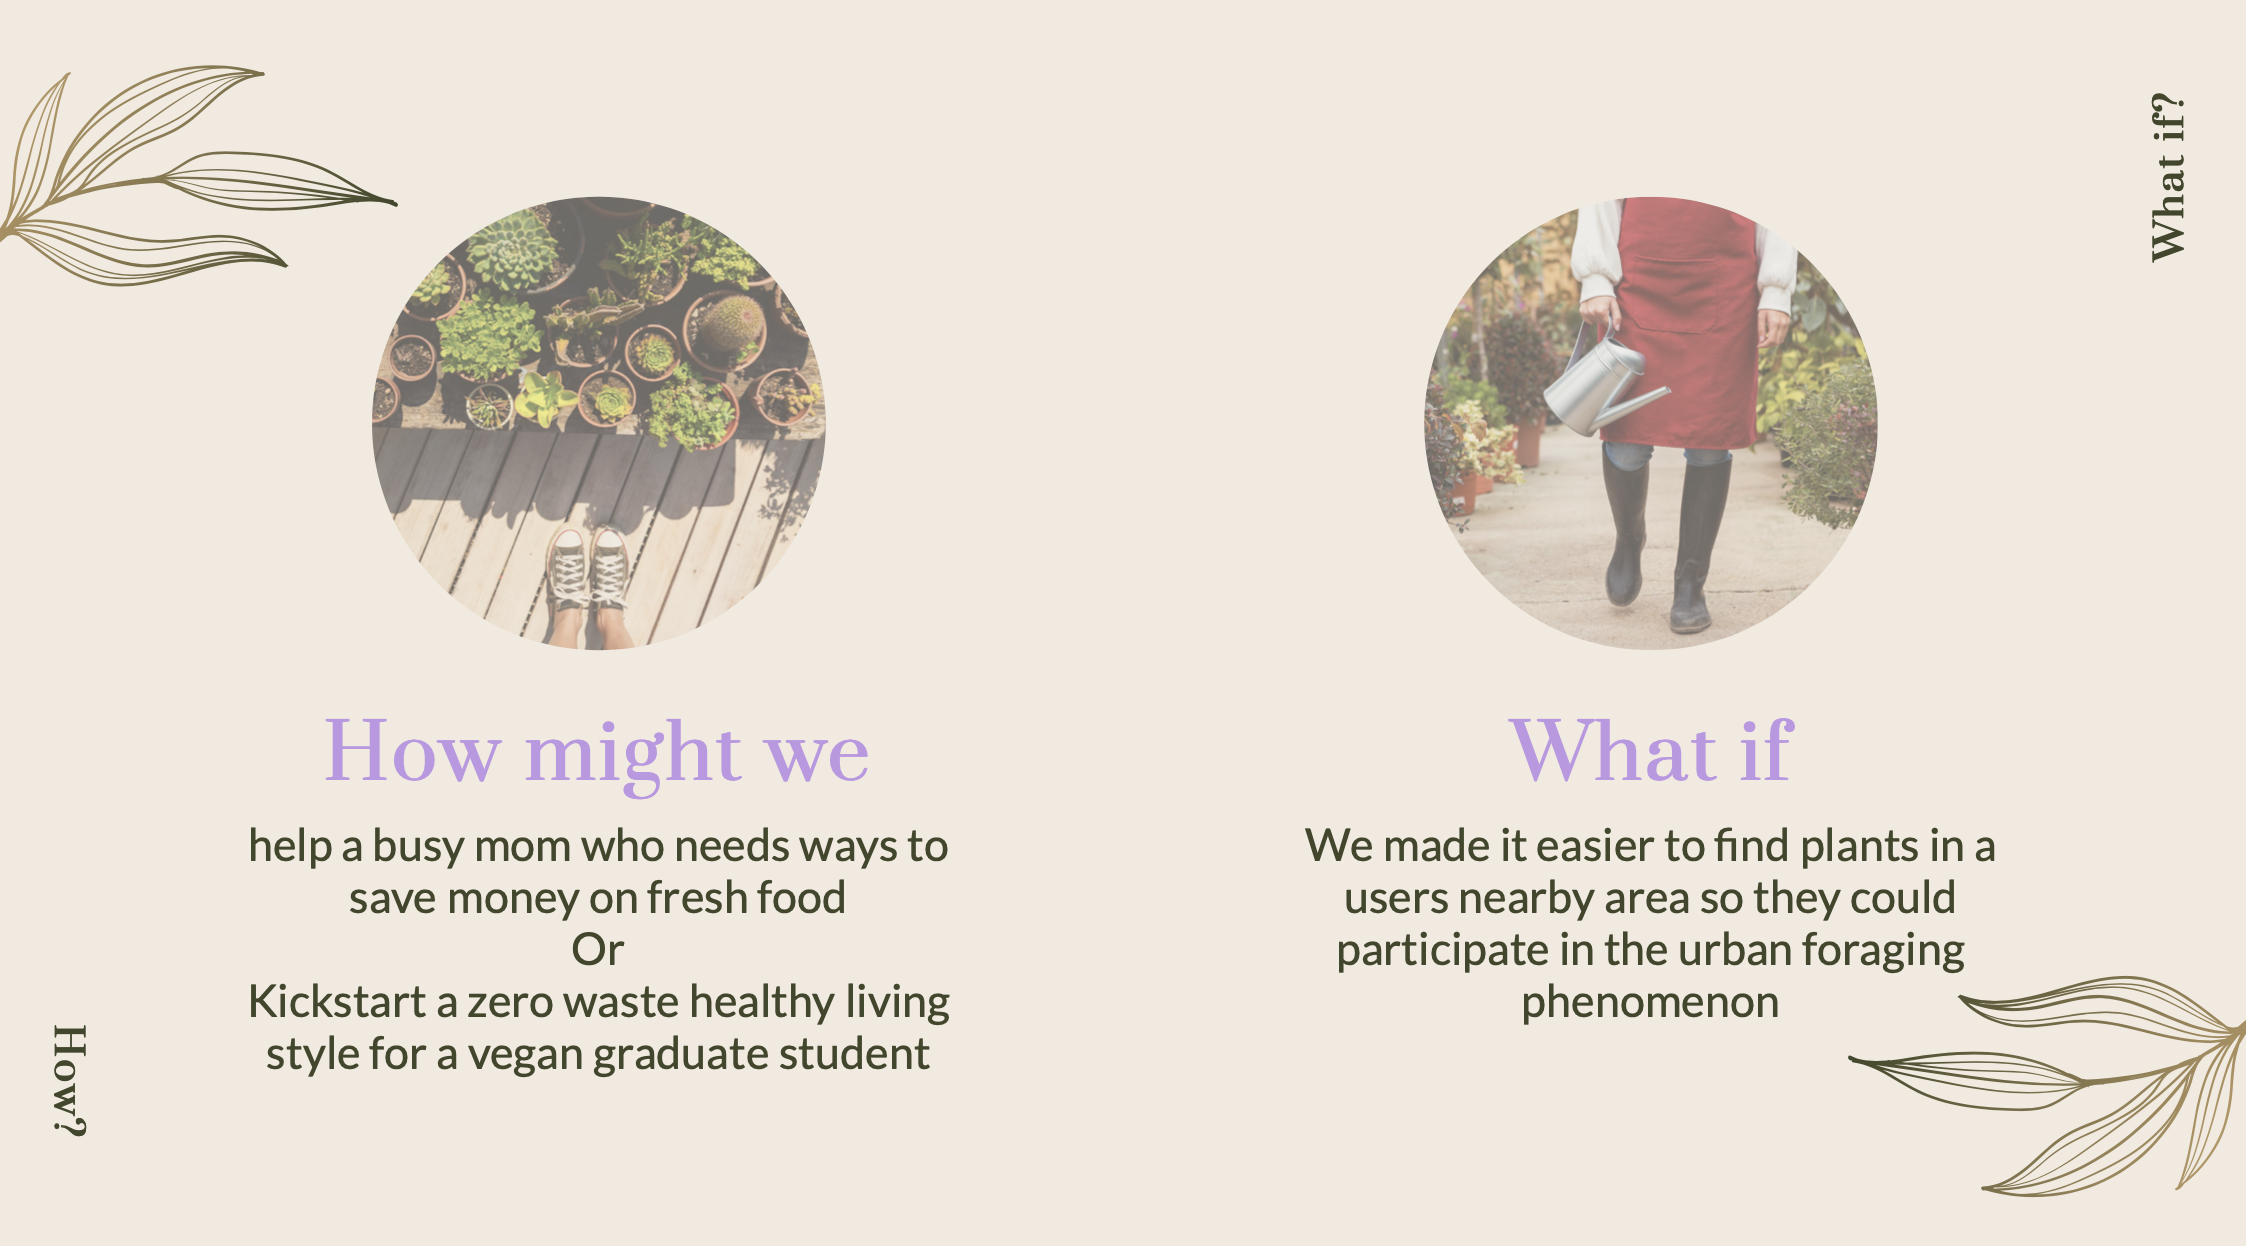 What if?
How might we
help a busy mom who needs ways to
save money on fresh food
Or
Kickstart a zero waste healthy living
style for a vegan graduate student
What if
We made it easier to find plants in a
users nearby area so they could
participate in the urban foraging
phenomenon
How?